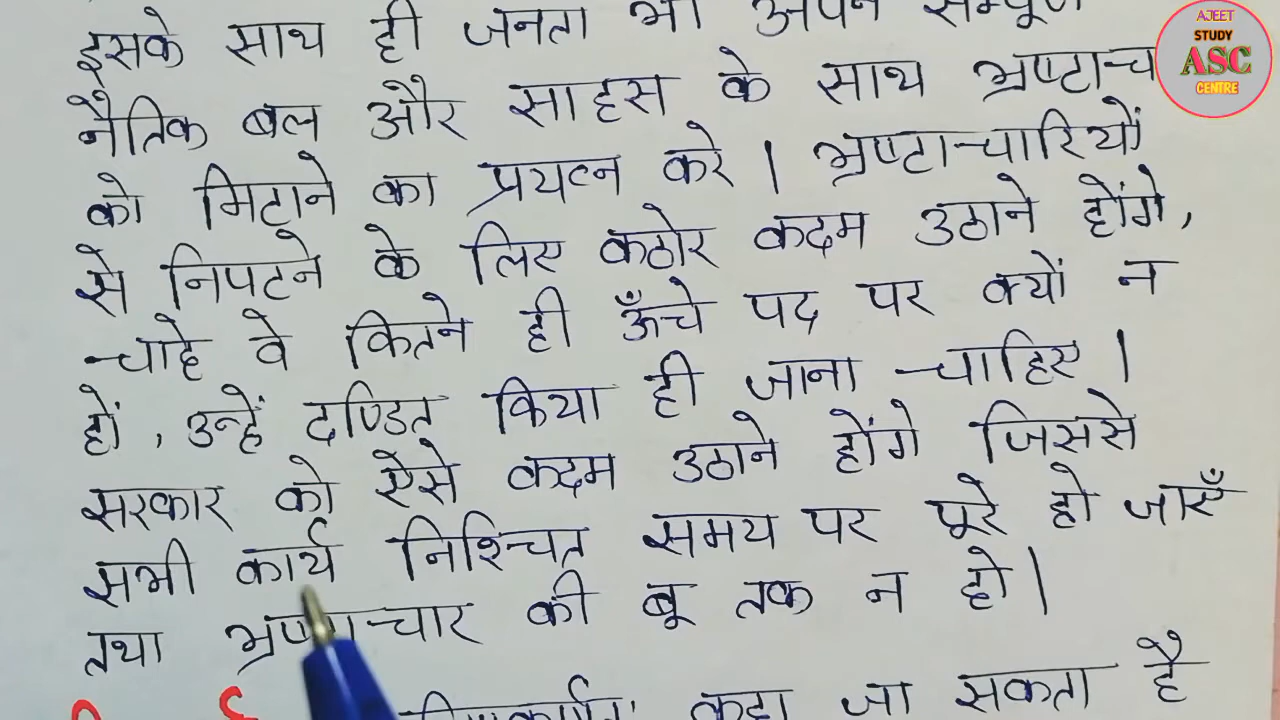 इसके साथ ही जनता भी अपने सम्पूर्ण
नैतिक बल और साहस के साथ भ्रष्टाच
को मिटाने का प्रयत्न करे । भ्रष्टाचारियों
से निपटने के लिए कठोर कदम उठाने होंगे,
चाहे वे कितने ही ऊँचे पद पर क्यों न
हों , उन्हें दण्डित किया ही जाना चाहिए ।
सरकार को ऐसे कदम उठाने होंगे जिससे
सभी कार्य निश्चित समय पर पूरे हो जाएँ
तथा भ्रष्टाचार की बू तक न हो ।
कहा जा सकता है
AJEET
STUDY
ASC
CENTRE